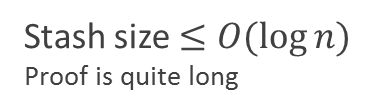 Stash size ≤ 𝑂(log 𝑛)
Proof is quite long